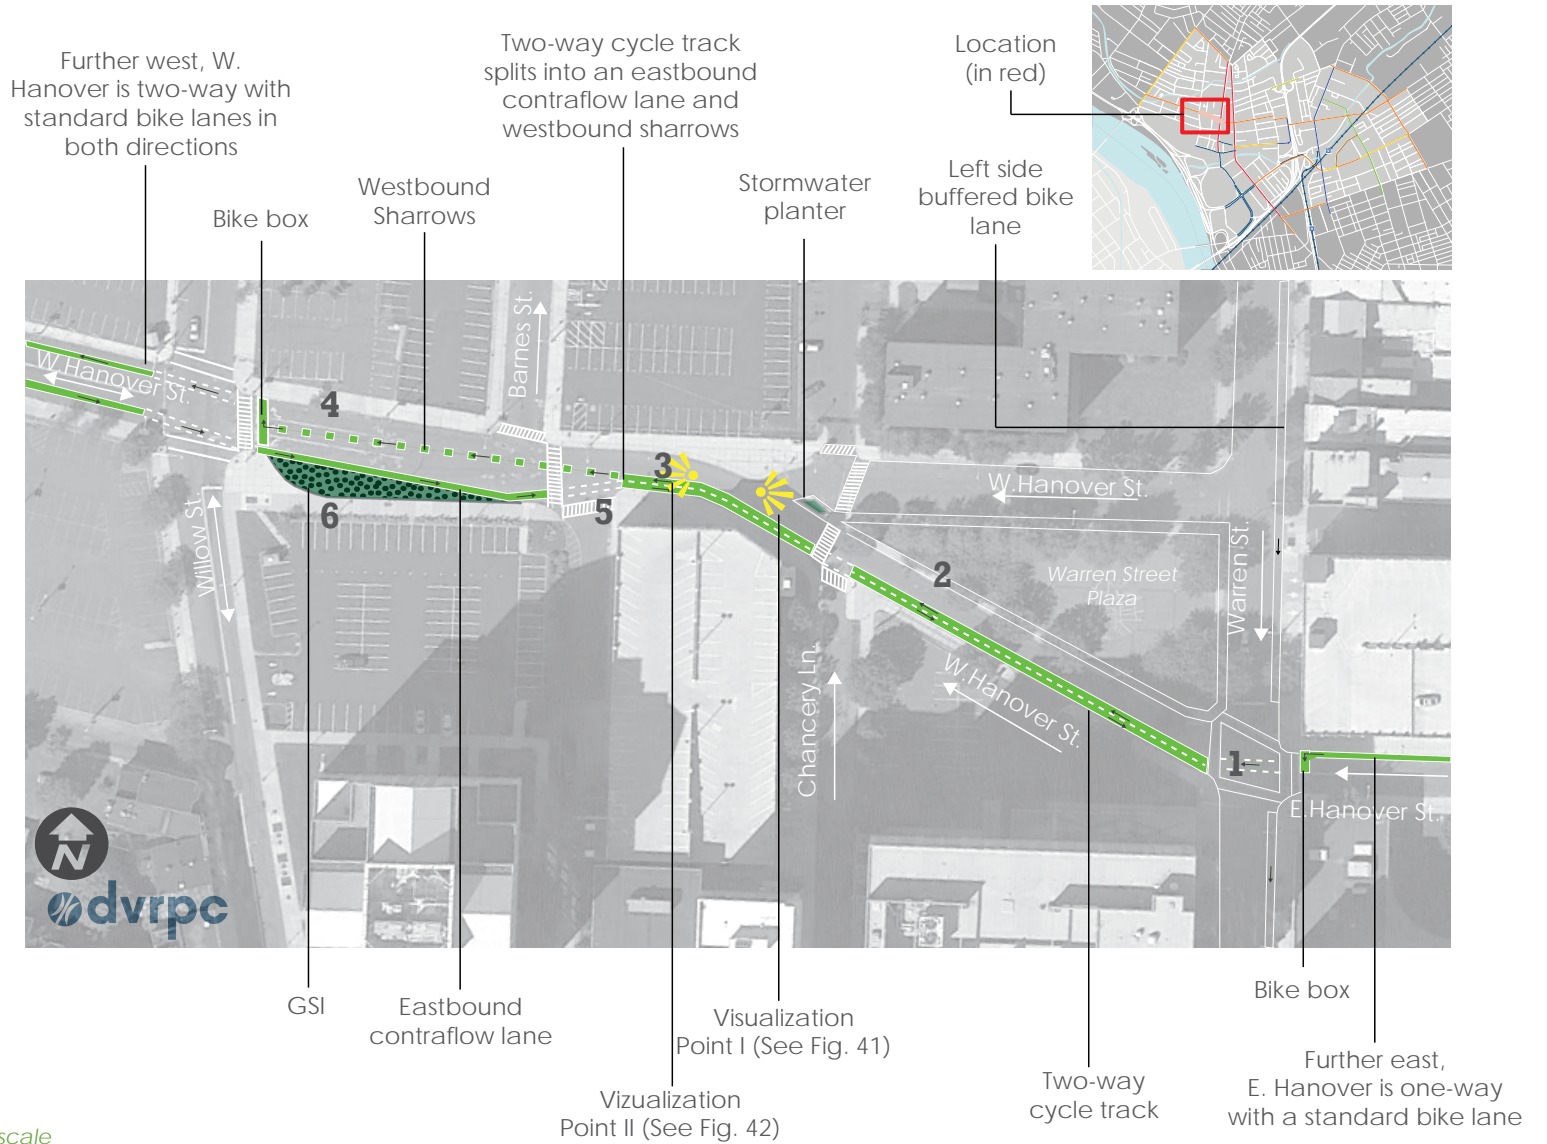 Further west, W.
Hanover is two-way with
standard bike lanes in
both directions
Bike box
Westbound
Sharrows
Two-way cycle track
splits into an eastbound
contraflow lane and
westbound sharrows
Stormwater
planter
Location
(in red)
Left side
buffered bike
lane
W.Hanover St.
Barnes St.
4
3
5
6
2
1
Willow St.
W.Hanover St.
Warren Street
Plaza
Warren St.
W.Hanover St.
Chancery Ln.
E.Hanover St.
N
dvrpc
GSI
Eastbound
contraflow lane
Visualization
Point I (See Fig. 41)
Vizualization
Point II (See Fig. 42)
Two-way
cycle track
Bike box
Further east,
E. Hanover is one-way
with a standard bike lane
scale